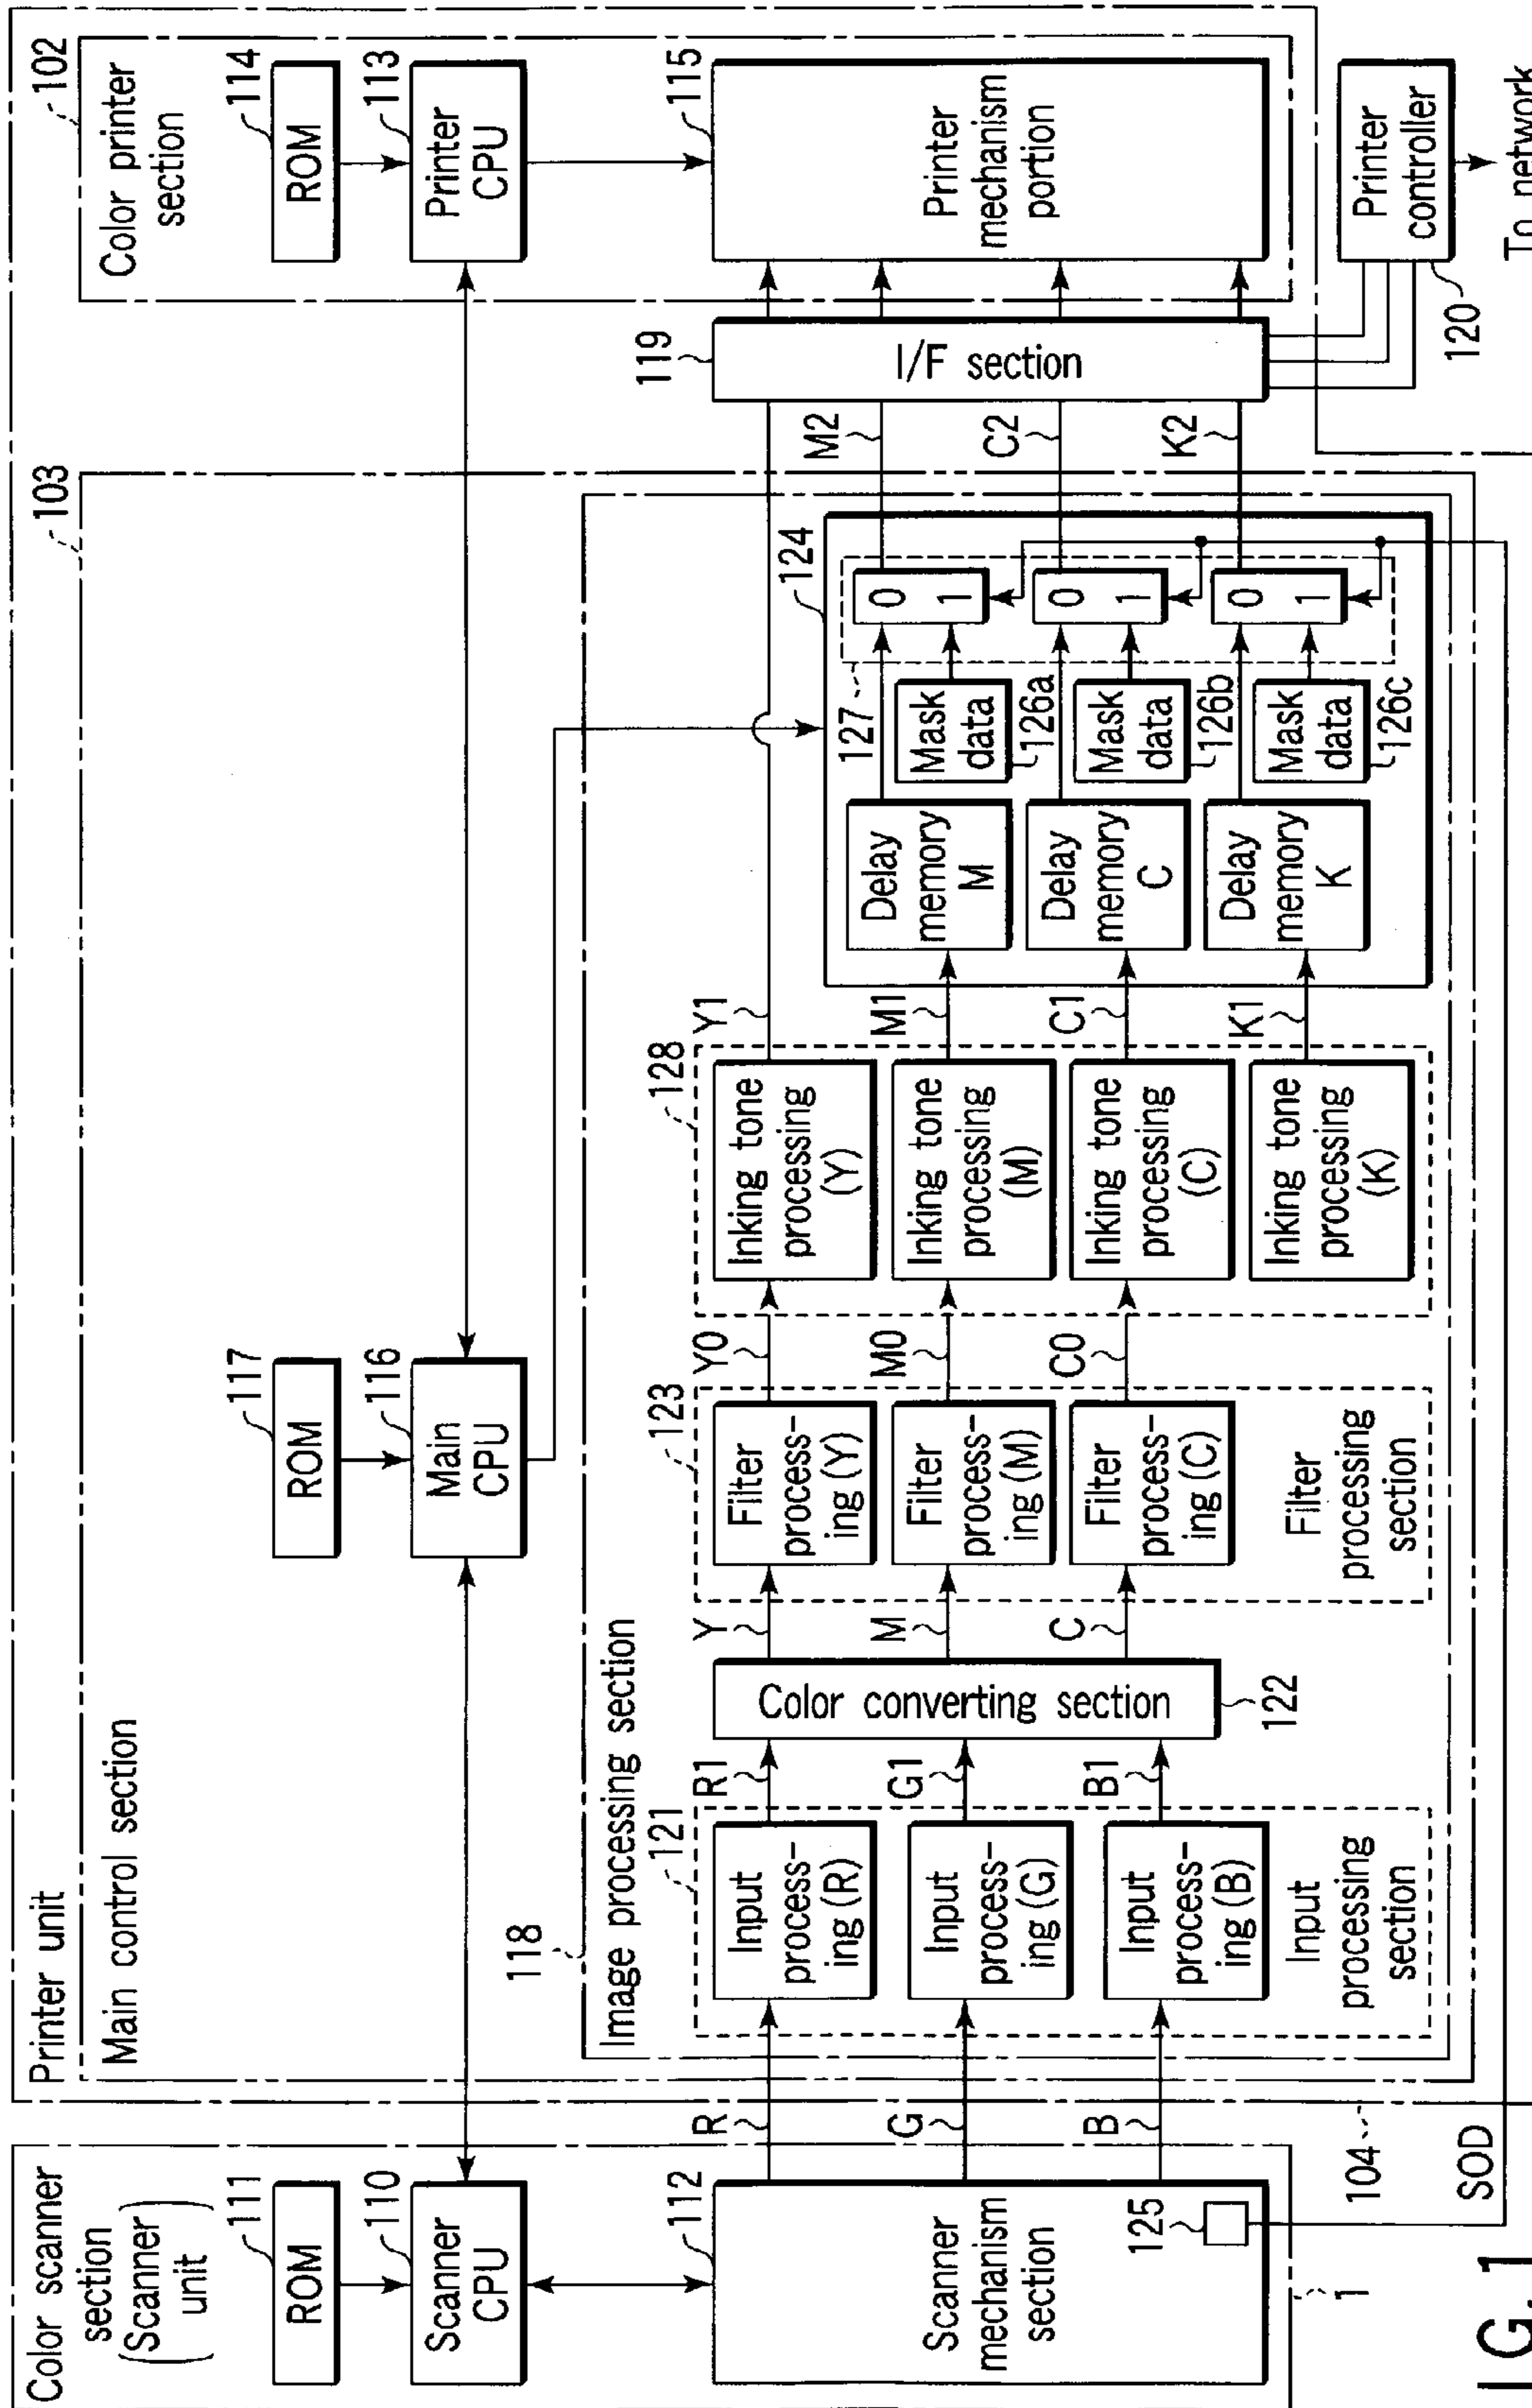 Color scanner
section
(Scanner
unit)
111
ROM
110
Scanner
CPU
112
Scanner
mechanism
section
125
1
R
G
B
104
SOD
Printer unit
103
Main control section
117
ROM
116
Main
CPU
118
Image processing section
121
Input
process-
ing (R)
Input
process-
ing (G)
Input
process-
ing (B)
Input
processing
section
R1
G1
B1
Color converting section
122
Y
M
C
123
Filter
process-
ing (Y)
Filter
process-
ing (M)
Filter
process-
ing (C)
Filter
processing
section
Y0
M0
C0
128
Inking tone
processing
(Y)
Inking tone
processing
(M)
Inking tone
processing
(C)
Inking tone
processing
(K)
Y1
M1
C1
K1
124
Delay
memory
M
Delay
memory
C
Delay
memory
K
127
Mask
data
126a
Mask
data
126b
Mask
data
126c
0
1
0
1
0
1
M2
C2
K2
119
I/F section
102
Color printer
section
114
ROM
113
Printer
CPU
115
Printer
mechanism
portion
Printer
controller
120
To network
IG. 1